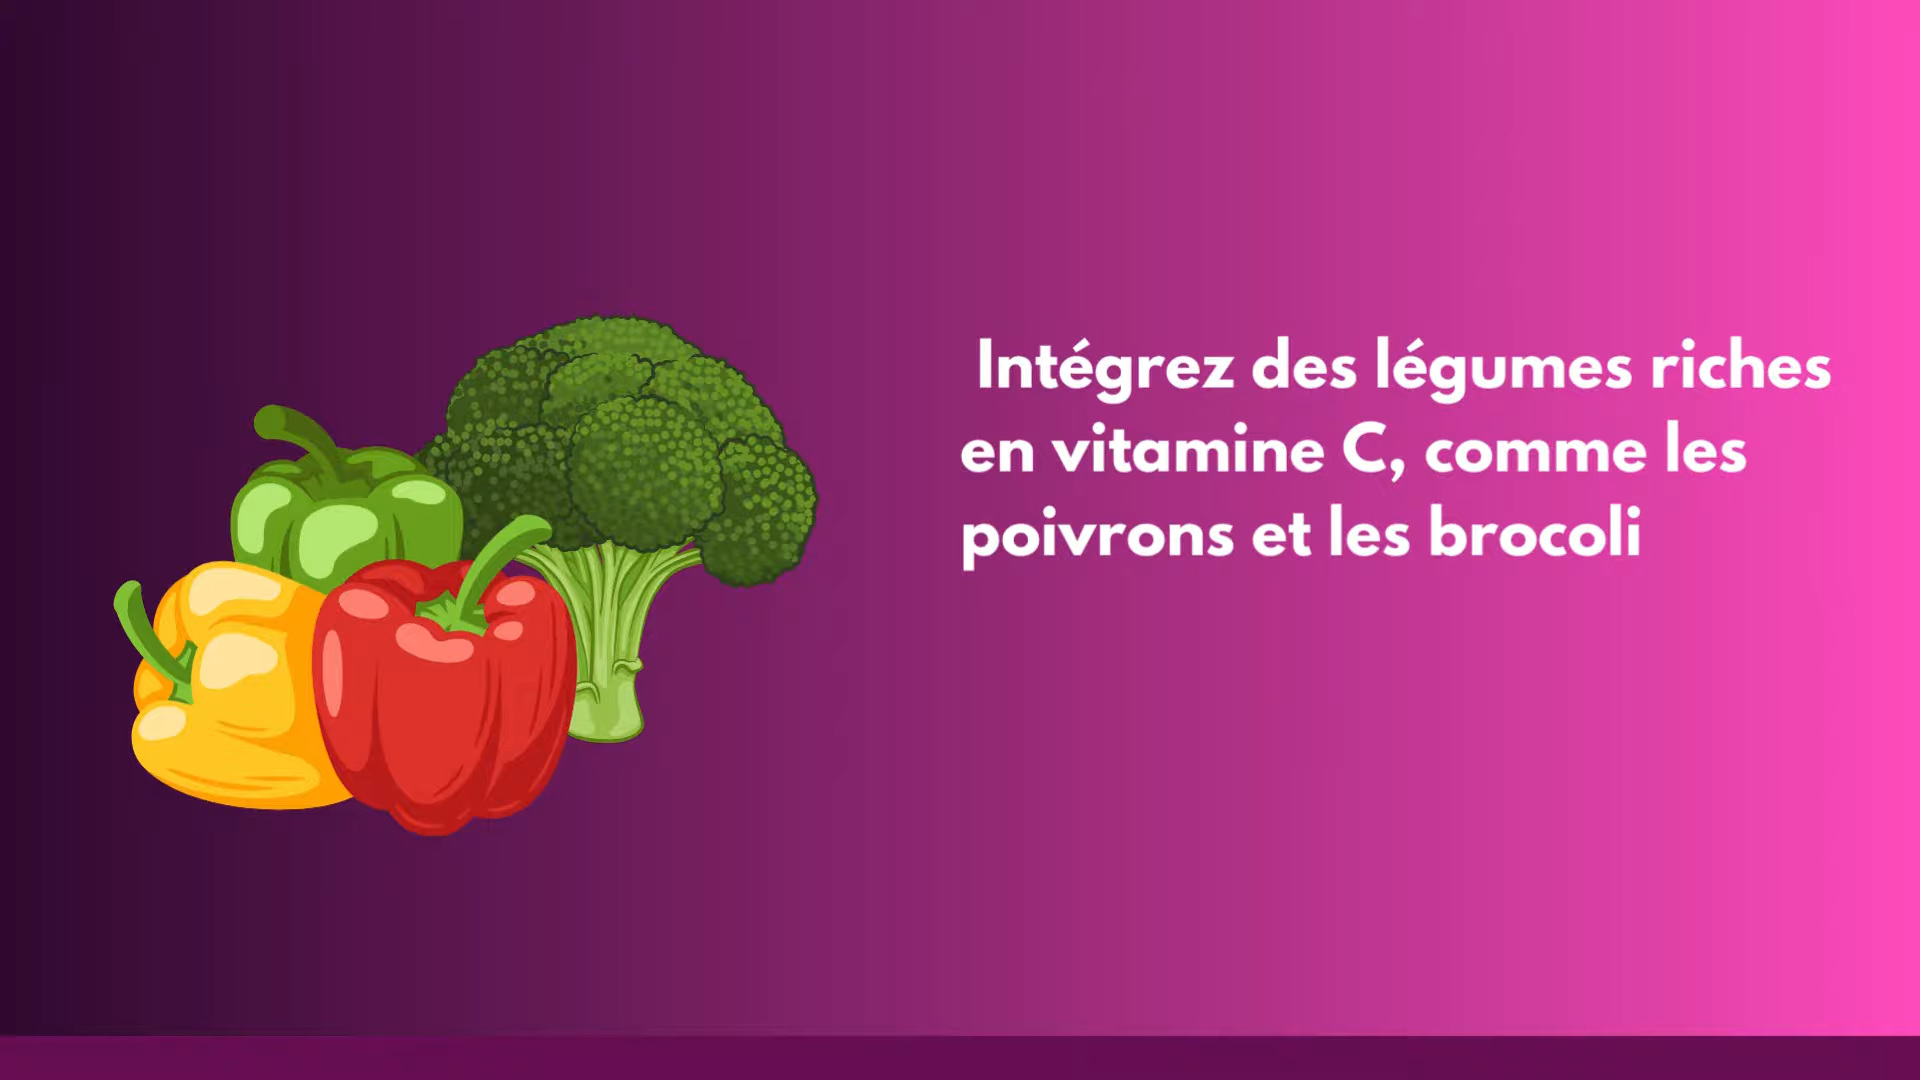 Intégrez des légumes riches
en vitamine C, comme les
poivrons et les brocoli